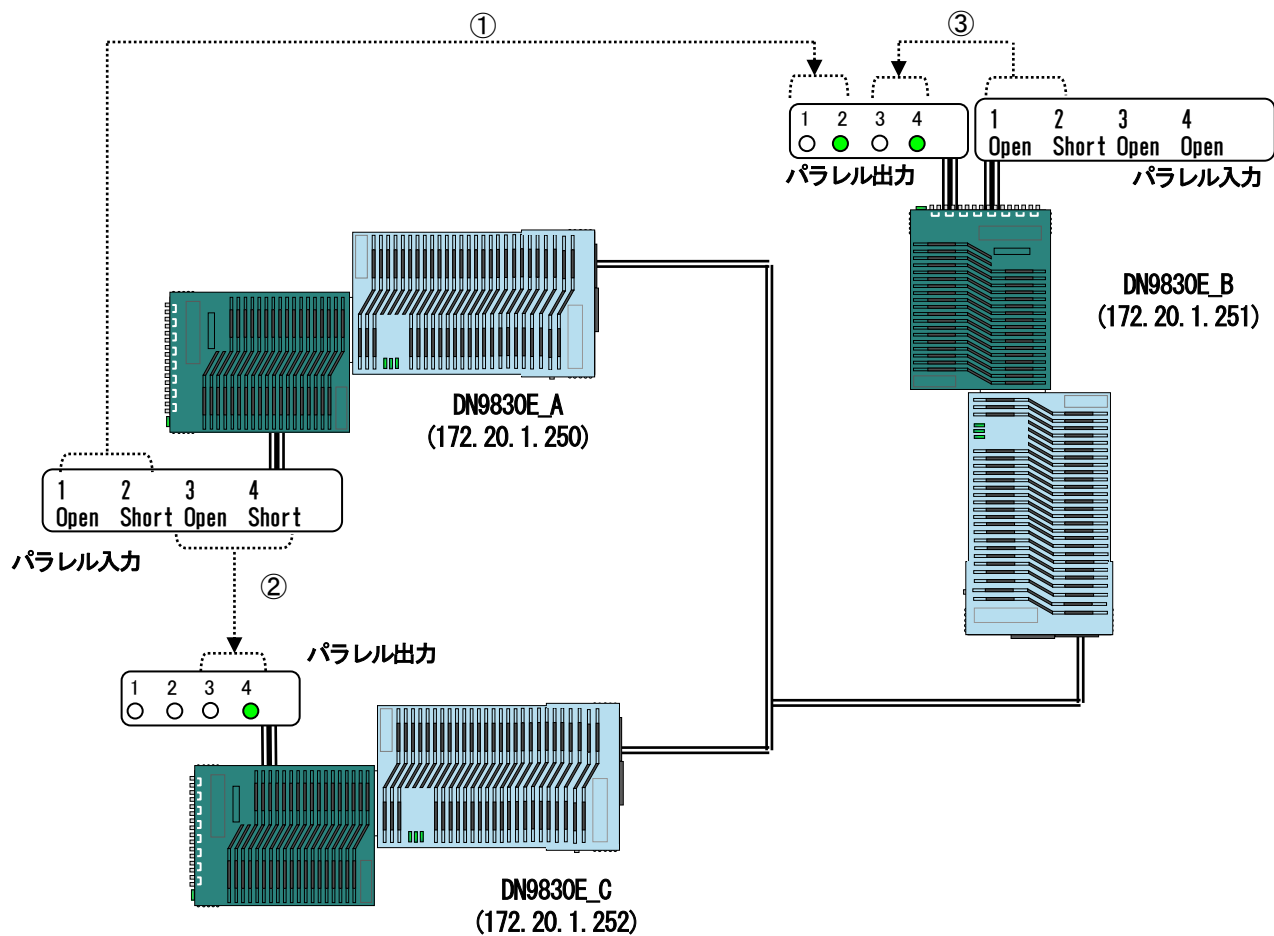 ①
③
1 2 3 4
パラレル出力
1 2 3 4
Open Short Open Open
パラレル入力
DN9830E_B
(172. 20. 1. 251)
DN9830E_A
(172. 20. 1. 250)
1 2 3 4
Open Short Open Short
パラレル入力
②
パラレル出力
1 2 3 4
DN9830E_C
(172. 20. 1. 252)